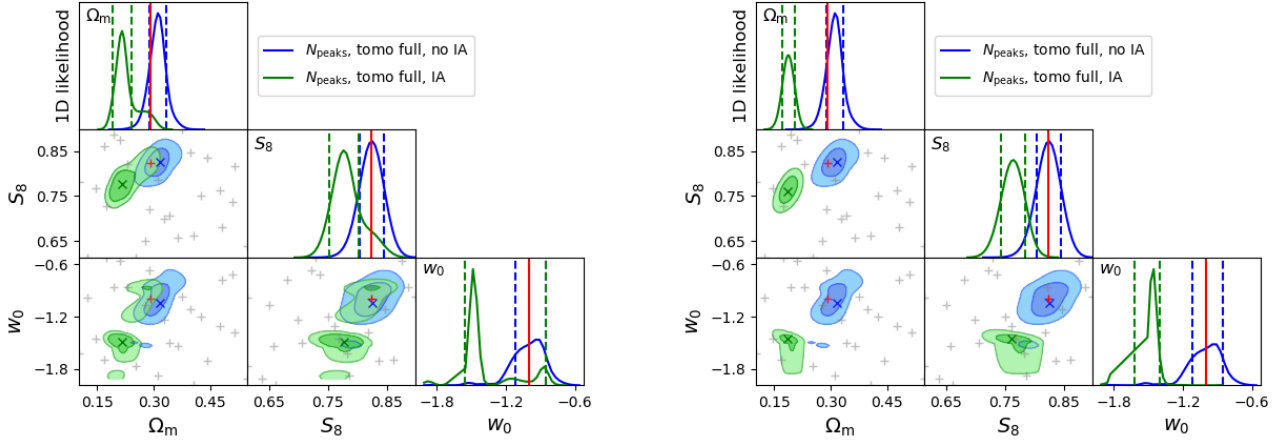 1D likelihood
Ωm
Npeaks, tomo full, no IA
Npeaks, tomo full, IA
S8
0.85
0.75
0.65
S8
w0
−0.6
−1.2
−1.8
w0
0.15 0.30 0.45
0.65 0.75 0.85
−1.8 −1.2 −0.6
Ωm
S8
w0
1D likelihood
Ωm
Npeaks, tomo full, no IA
Npeaks, tomo full, IA
S8
0.85
0.75
0.65
S8
w0
−0.6
−1.2
−1.8
w0
0.15 0.30 0.45
0.65 0.75 0.85
−1.8 −1.2 −0.6
Ωm
S8
w0